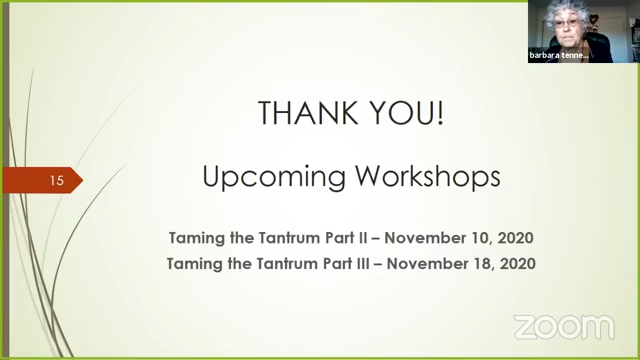 barbara tenne...
THANK YOU!
Upcoming Workshops
15
Taming the Tantrum Part II – November 10, 2020
Taming the Tantrum Part III – November 18, 2020
zoom